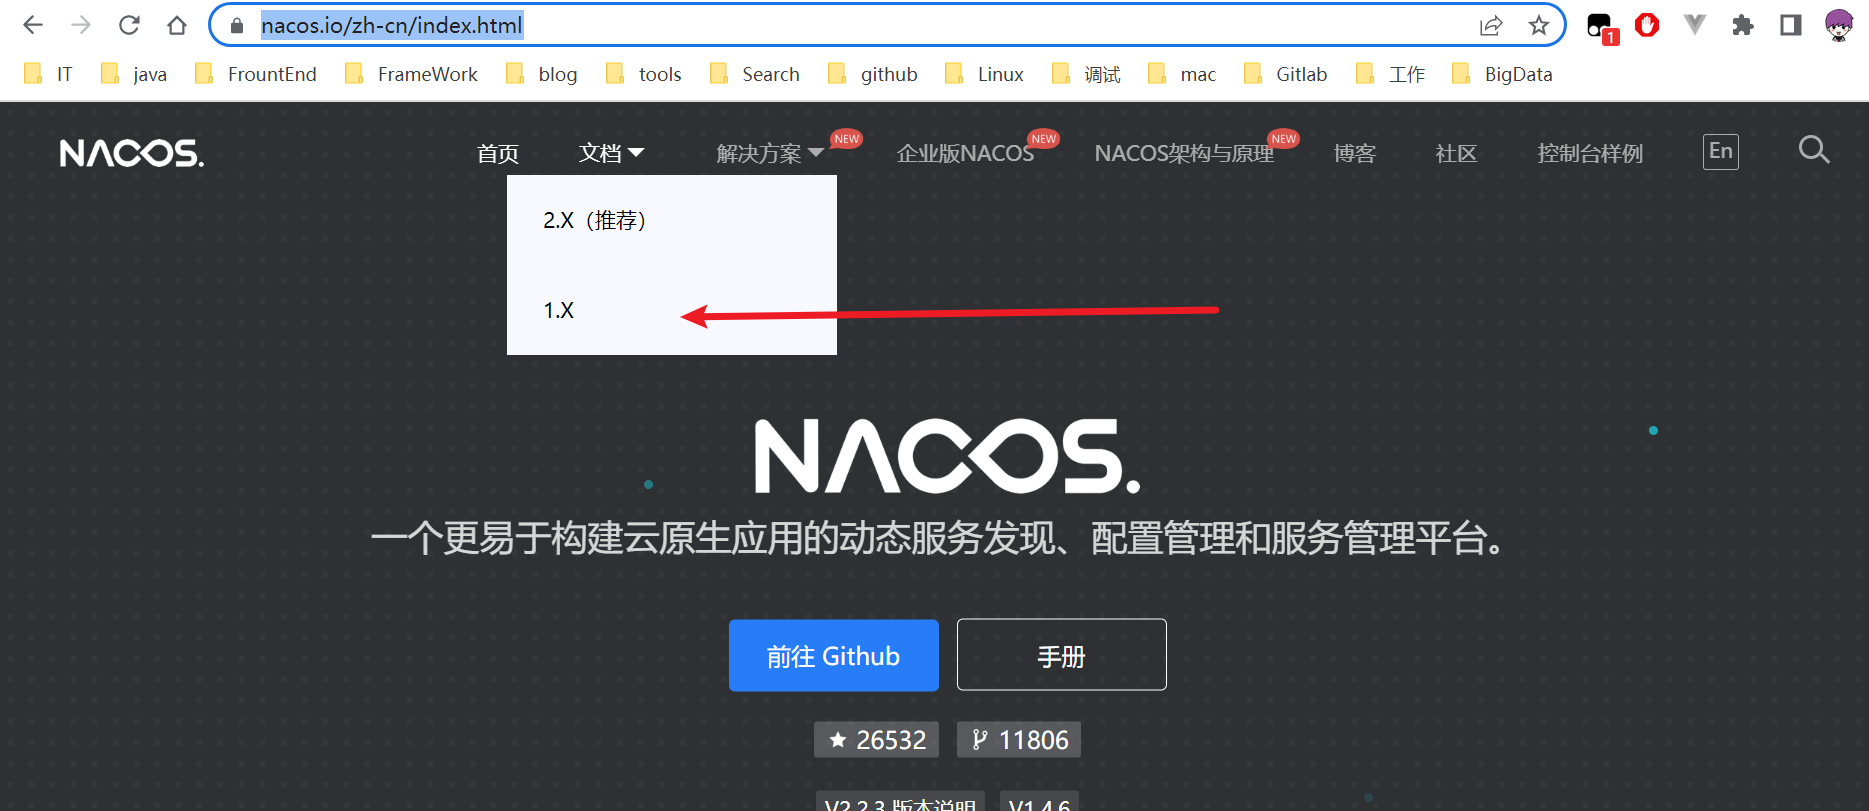 nacos.io/zh-cn/index.html
1
IT java FrountEnd FrameWork blog tools Search github Linux 调试 mac Gitlab 工作 BigData
NACOS. 首页 文档 解决方案 NEW 企业版NACOS NEW NACOS架构与原理 NEW 博客 社区 控制台样例 En
2.X（推荐）
1.X
NACOS.
一个更易于构建云原生应用的动态服务发现、配置管理和服务管理平台。
前往 Github 手册
26532 11806
V2.2.3 版本说明 V1.4.6